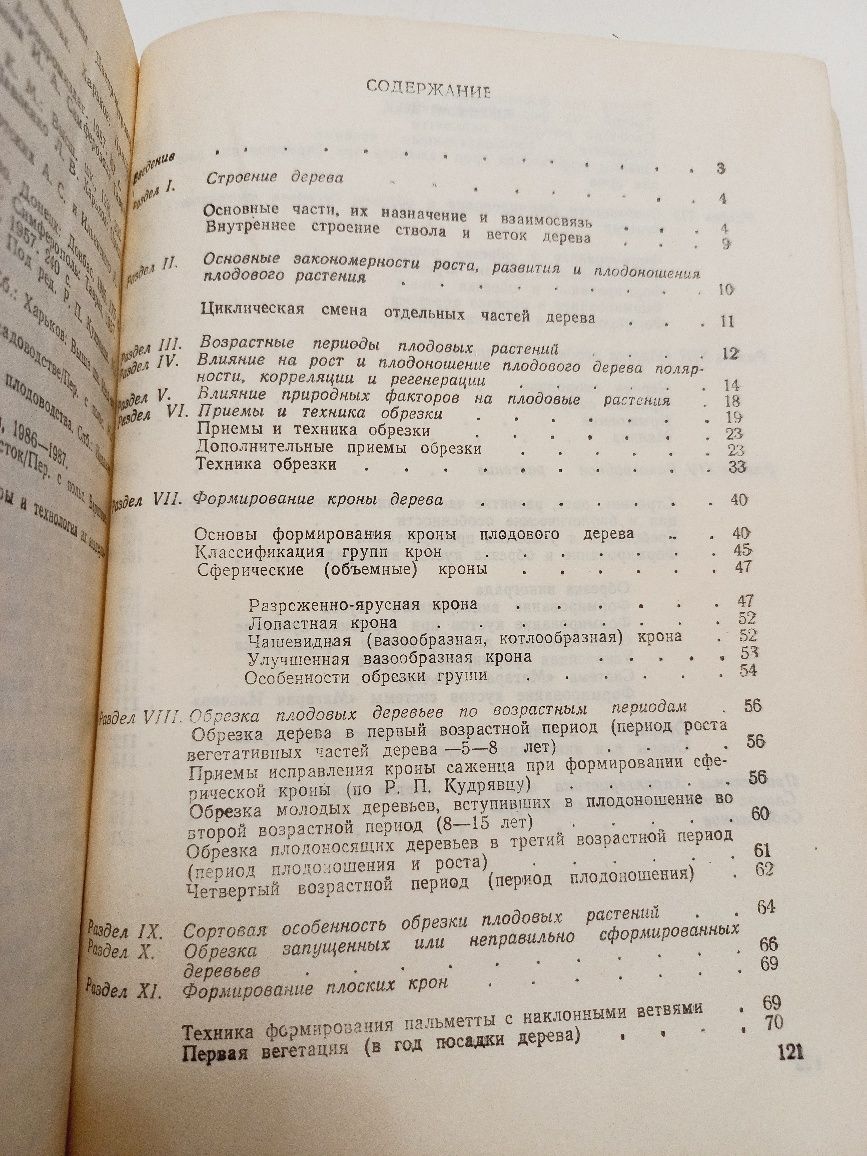 СОДЕРЖАНИЕ
Введение . . . . . . . . . . . . . . 3
Раздел I. Строение дерева . . . . . . . 4
Основные части, их назначение и взаимосвязь . . . 4
Внутреннее строение ствола и веток дерева . . . 9
Раздел II. Основные закономерности роста, развития и плодоношения
плодового растения . . . . . . . . 10
Циклическая смена отдельных частей дерева . . . 11
Раздел III. Возрастные периоды плодовых растений . . . . 12
Раздел IV. Влияние на рост и плодоношение плодового дерева поляр-
ности, корреляции и регенерации . . . . . . 14
Раздел V. Влияние природных факторов на плодовые растения . 18
Раздел VI. Приемы и техника обрезки . . . . . . . 19
Приемы и техника обрезки . . . . . . . 23
Дополнительные приемы обрезки . . . . . . 23
Техника обрезки . . . . . . . . . . 33
Раздел VII. Формирование кроны дерева . . . . . . 40
Основы формирования кроны плодового дерева . . 40
Классификация групп крон . . . . . . . 45
Сферические (объемные) кроны . . . . . . 47
Разреженно-ярусная крона . . . . . . 47
Лопастная крона . . . . . . . . 52
Чашевидная (вазообразная, котлообразная) крона . 52
Улучшенная вазообразная крона . . . . . 53
Особенности обрезки груши . . . . . . 54
Раздел VIII. Обрезка плодовых деревьев по возрастным периодам . 56
Обрезка дерева в первый возрастной период (период роста
вегетативных частей дерева —5—8 лет) . . . . 56
Приемы исправления кроны саженца при формировании сфе-
рической кроны (по Р. П. Кудрявцу) . . . . . 56
Обрезка молодых деревьев, вступивших в плодоношение во
второй возрастной период (8—15 лет) . . . . . 60
Обрезка плодоносящих деревьев в третий возрастной период
(период плодоношения и роста) . . . . . . 61
Четвертый возрастной период (период плодоношения) . 62
Раздел IX. Сортовая особенность обрезки плодовых растений . . 64
Раздел X. Обрезка запущенных или неправильно сформированных
деревьев . . . . . . . . . . 66
Раздел XI. Формирование плоских крон . . . . . . 69
Техника формирования пальметты с наклонными ветвями . 69
Первая вегетация (в год посадки дерева) . . . . 70
121